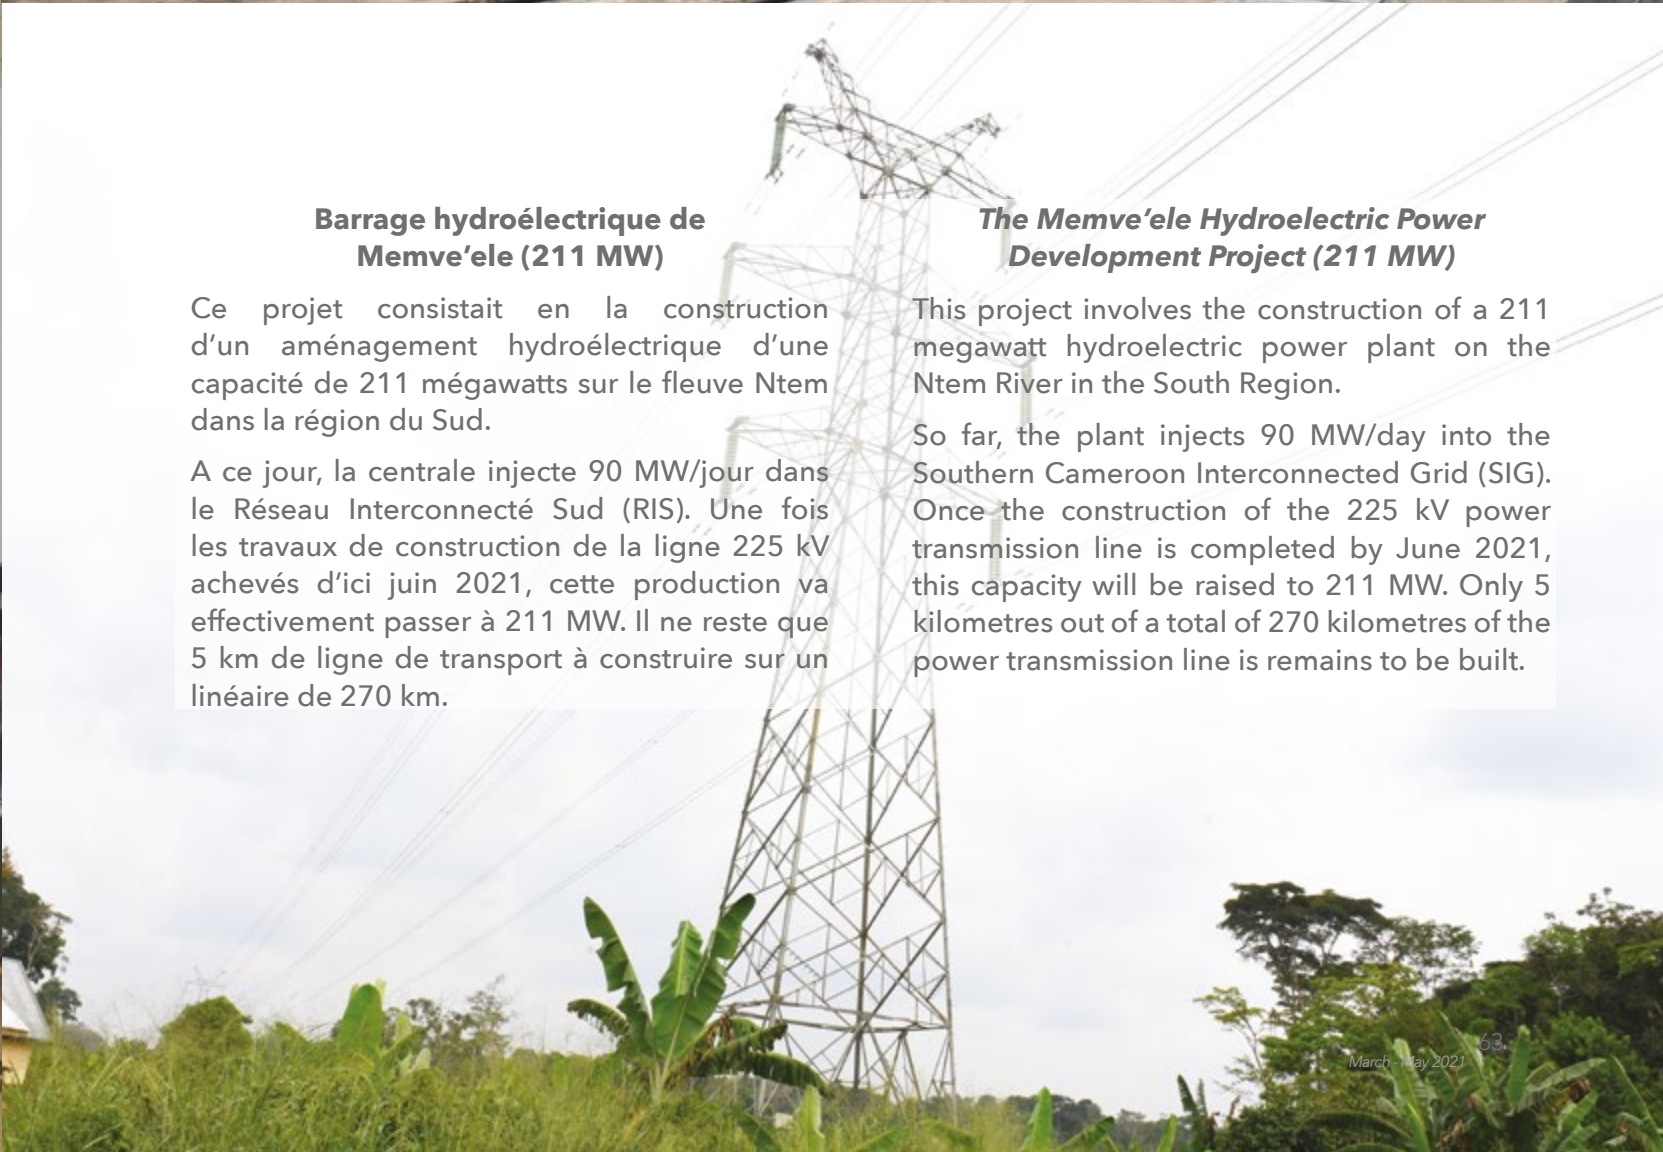 Barrage hydroélectrique de
Memve’ele (211 MW)
Ce projet consistait en la construction
d’un aménagement hydroélectrique d’une
capacité de 211 mégawatts sur le fleuve Ntem
dans la région du Sud.
A ce jour, la centrale injecte 90 MW/jour dans
le Réseau Interconnecté Sud (RIS). Une fois
les travaux de construction de la ligne 225 kV
achevés d’ici juin 2021, cette production va
effectivement passer à 211 MW. Il ne reste que
5 km de ligne de transport à construire sur un
linéaire de 270 km.
The Memve’ele Hydroelectric Power
Development Project (211 MW)
This project involves the construction of a 211
megawatt hydroelectric power plant on the
Ntem River in the South Region.
So far, the plant injects 90 MW/day into the
Southern Cameroon Interconnected Grid (SIG).
Once the construction of the 225 kV power
transmission line is completed by June 2021,
this capacity will be raised to 211 MW. Only 5
kilometres out of a total of 270 kilometres of the
power transmission line is remains to be built.
63
March - May 2021